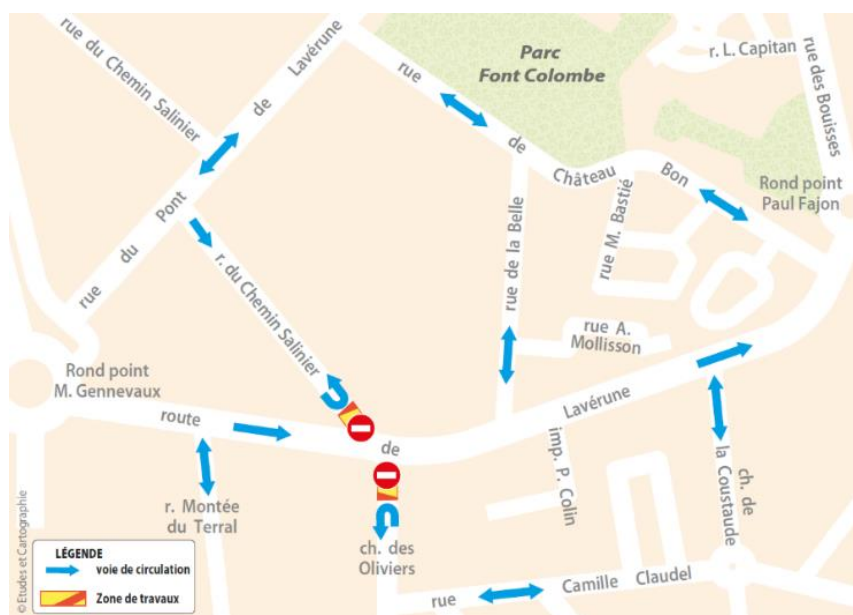 rue du Chemin Salinier
rue du Pont de Lavérune
Parc
Font Colombe
r. L. Capitan
rue des Bouisses
rue de Château Bon
Rond point
Paul Fajon
rue M. Bastié
rue de la Belle
r. du Chemin Salinier
rue A.
Mollisson
Rond point
M. Gennevaux
route de Lavérune
r. Montée
du Terral
imp. P. Colin
ch. de
la Coustaude
ch. des
Oliviers
rue Camille Claudel
© Etudes et Cartographie
LÉGENDE
voie de circulation
Zone de travaux